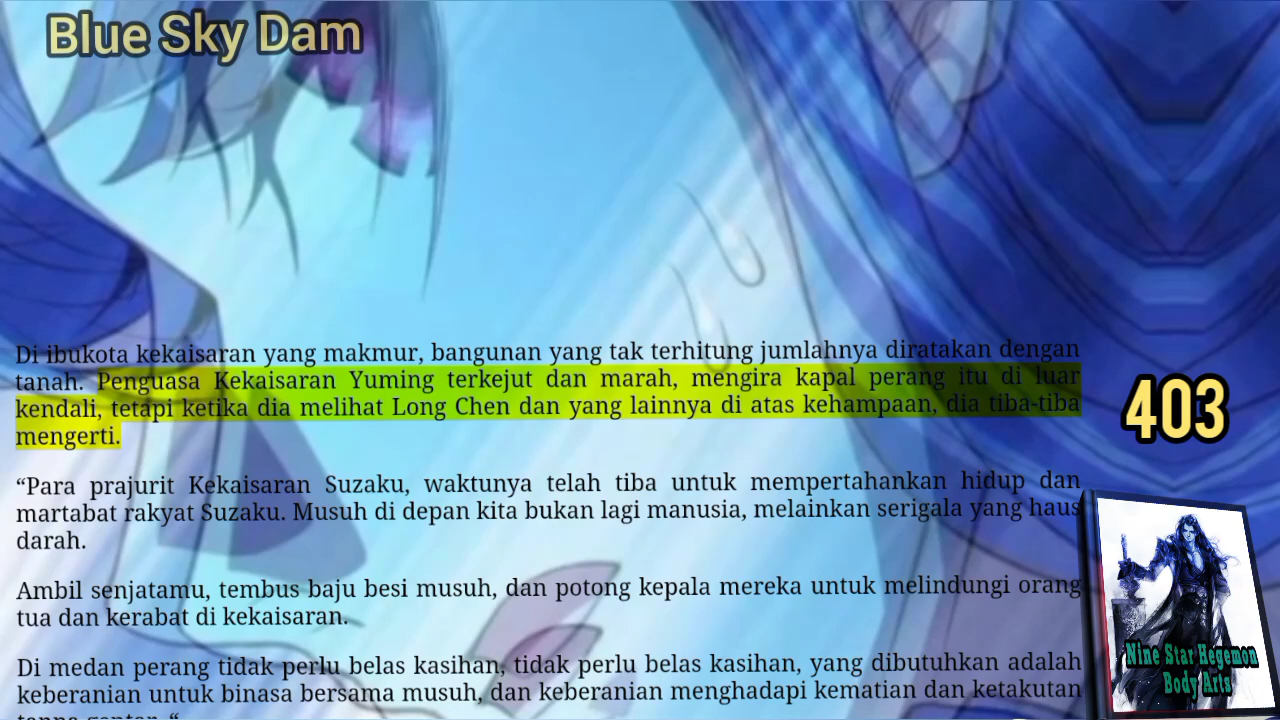 Blue Sky Dam
Di ibukota kekaisaran yang makmur, bangunan yang tak terhitung jumlahnya diratakan dengan
tanah. Penguasa Kekaisaran Yuming terkejut dan marah, mengira kapal perang itu di luar
kendali, tetapi ketika dia melihat Long Chen dan yang lainnya di atas kehampaan, dia tiba-tiba
mengerti.
“Para prajurit Kekaisaran Suzaku, waktunya telah tiba untuk mempertahankan hidup dan
martabat rakyat Suzaku. Musuh di depan kita bukan lagi manusia, melainkan serigala yang haus
darah.
Ambil senjatamu, tembus baju besi musuh, dan potong kepala mereka untuk melindungi orang
tua dan kerabat di kekaisaran.
Di medan perang tidak perlu belas kasihan, tidak perlu belas kasihan, yang dibutuhkan adalah
keberanian untuk binasa bersama musuh, dan keberanian menghadapi kematian dan ketakutan
403
Nine Star Hegemon
Body Arts